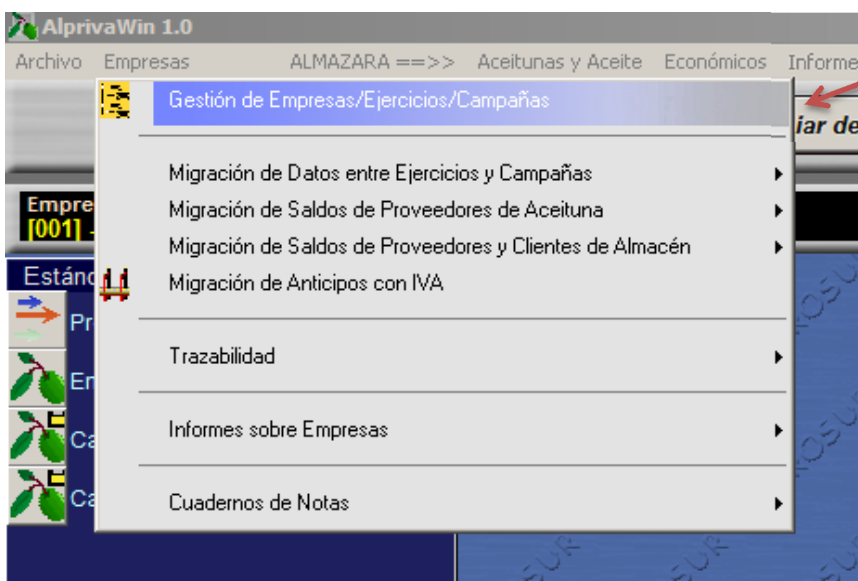 AlprivaWin 1.0
Archivo Empresas ALMAZARA ==>> Aceitunas y Aceite Económicos Informe
Gestión de Empresas/Ejercicios/Campañas
iar de
Migración de Datos entre Ejercicios y Campañas
Empre
Migración de Saldos de Proveedores de Aceituna
[001] -
Migración de Saldos de Proveedores y Clientes de Almacén
Estánd
Migración de Anticipos con IVA
Pr
Trazabilidad
En
Informes sobre Empresas
Ca
Cuadernos de Notas
Ca